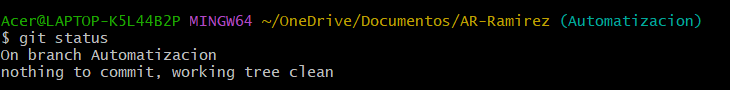 Acer@LAPTOP-K5L44B2P MINGW64 ~/OneDrive/Documentos/AR-Ramirez (Automatizacion)
$ git status
On branch Automatizacion
nothing to commit, working tree clean